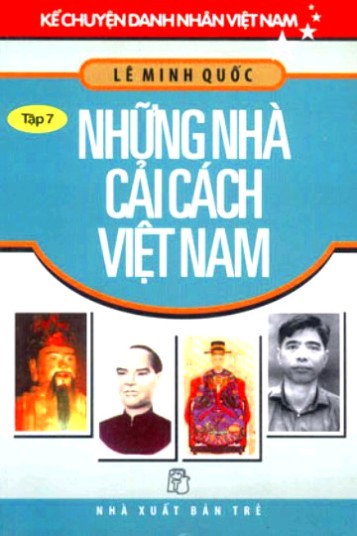 KỂ CHUYỆN DANH NHÂN VIỆT NAM
LÊ MINH QUỐC
Tập 7
NHỮNG NHÀ
CẢI CÁCH
VIỆT NAM
NHÀ XUẤT BẢN TRẺ